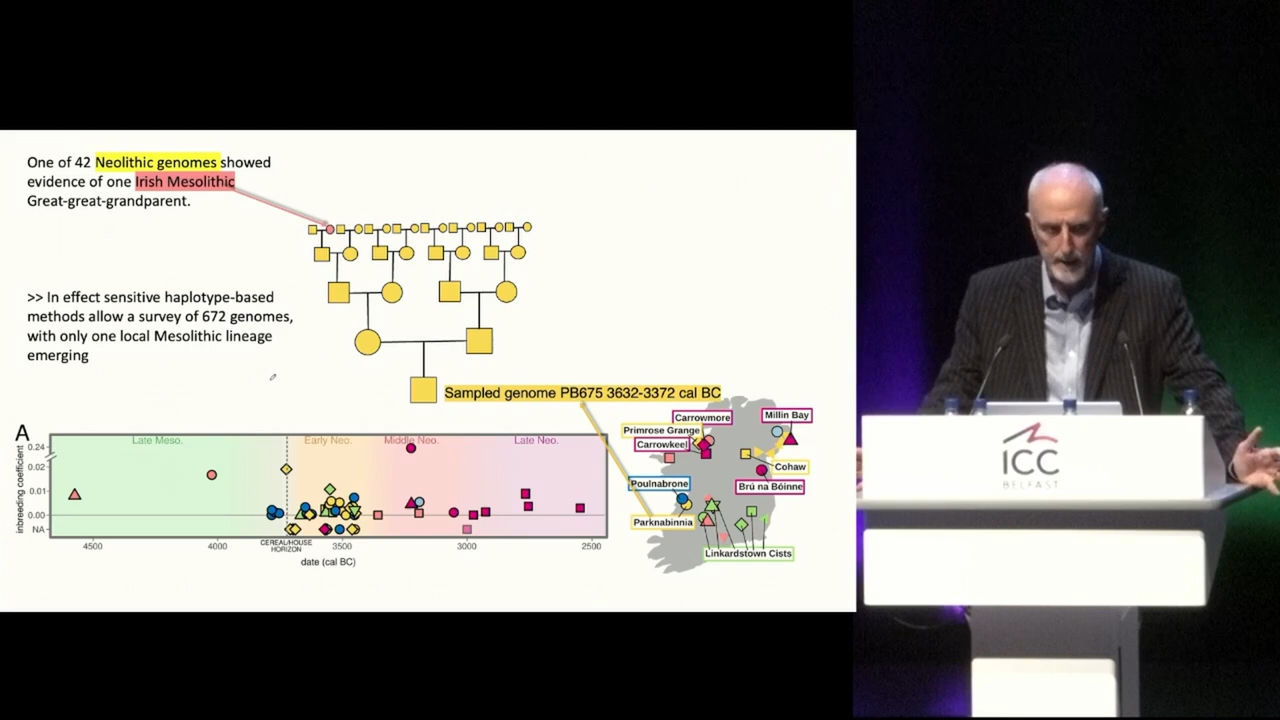 One of 42 Neolithic genomes showed
evidence of one Irish Mesolithic
Great-great-grandparent.
>> In effect sensitive haplotype-based
methods allow a survey of 672 genomes,
with only one local Mesolithic lineage
emerging
Sampled genome PB675 3632-3372 cal BC
A
Late Meso.
Early Neo.
Middle Neo.
Late Neo.
inbreeding coefficient
0.24
0.02
0.01
0.00
NA
4500
4000
3500
3000
2500
CEREAL/HOUSE
HORIZON
date (cal BC)
Carrowmore
Millin Bay
Primrose Grange
Carrowkeel
Cohaw
Poulnabrone
Brú na Bóinne
Parknabinnia
Linkardstown Cists
ICC
BELFAST